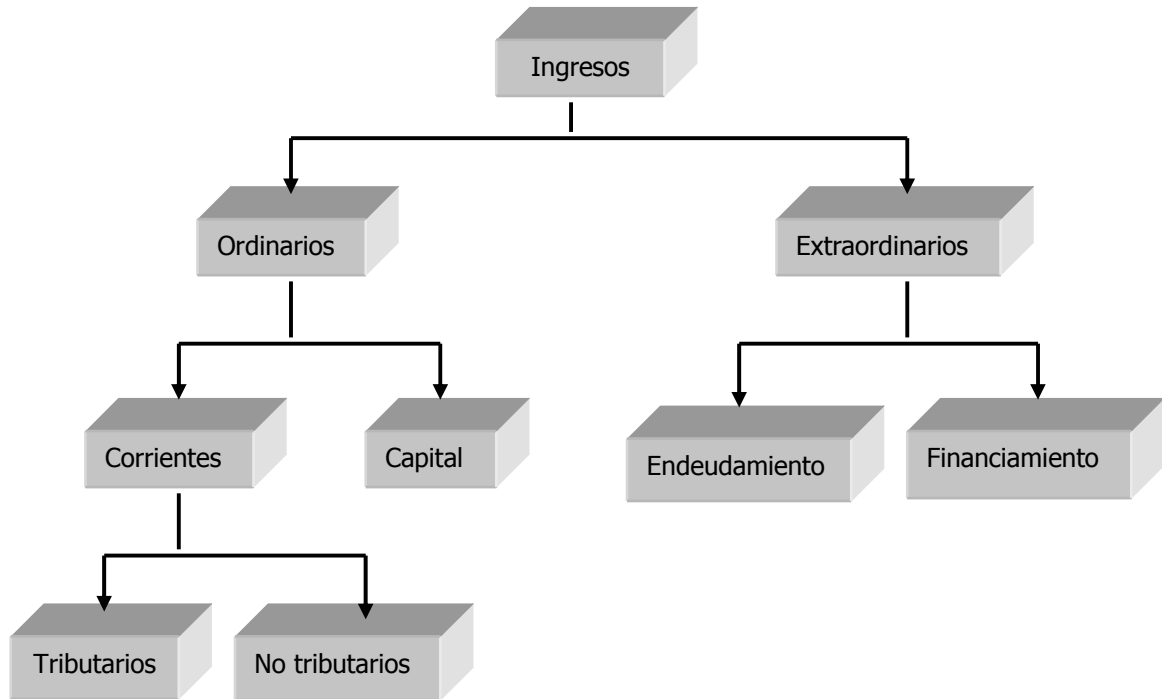 Ingresos
Ordinarios
Extraordinarios
Corrientes
Capital
Endeudamiento
Financiamiento
Tributarios
No tributarios